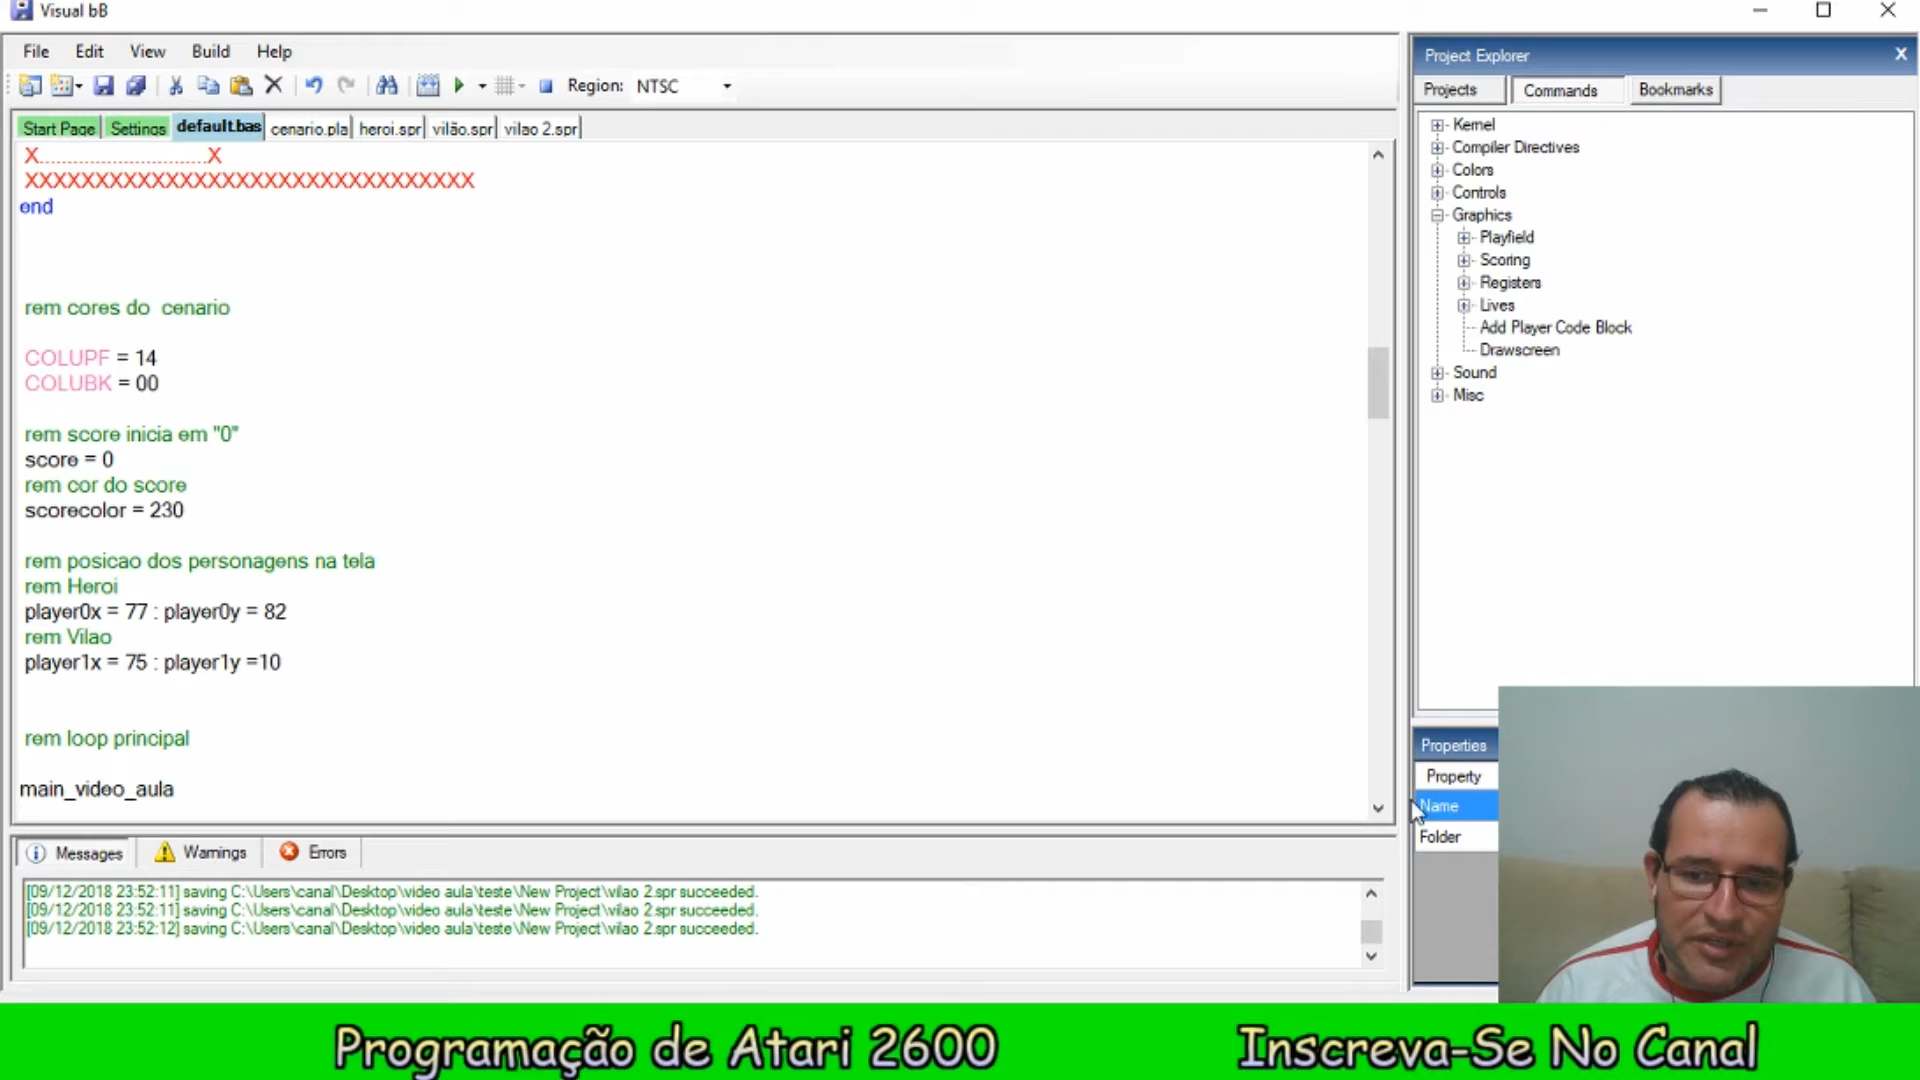 Visual bB
File Edit View Build Help
Region: NTSC
Start Page Settings default.bas cenario.pla heroi.spr vilão.spr vilao 2.spr
X............................X
XXXXXXXXXXXXXXXXXXXXXXXXXXXXXXXX
end
rem cores do  cenario
COLUPF = 14
COLUBK = 00
rem score inicia em "0"
score = 0
rem cor do score
scorecolor = 230
rem posicao dos personagens na tela
rem Heroi
player0x = 77 : player0y = 82
rem Vilao
player1x = 75 : player1y =10
rem loop principal
main_video_aula
Messages Warnings Errors
[09/12/2018 23:52:11] saving C:\Users\canal\Desktop\video aula\teste\New Project\vilao 2.spr succeeded.
[09/12/2018 23:52:11] saving C:\Users\canal\Desktop\video aula\teste\New Project\vilao 2.spr succeeded.
[09/12/2018 23:52:12] saving C:\Users\canal\Desktop\video aula\teste\New Project\vilao 2.spr succeeded.
Project Explorer X
Projects Commands Bookmarks
Kernel
Compiler Directives
Colors
Controls
Graphics
Playfield
Scoring
Registers
Lives
Add Player Code Block
Drawscreen
Sound
Misc
Properties
Property
Name
Folder
Programação de Atari 2600
Inscreva-Se No Canal